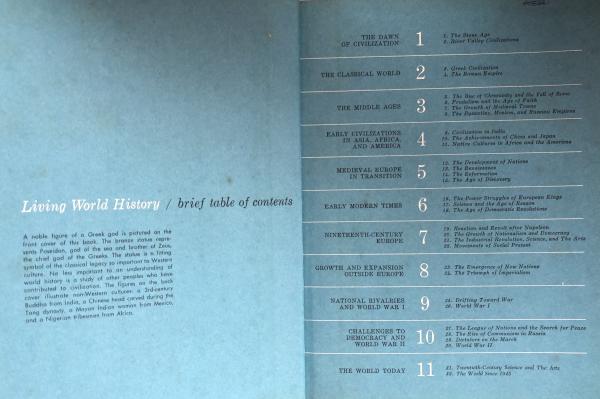 Living World History / brief table of contents
A noble figure of a Greek god is pictured on the
front cover of this book. The bronze statue repre-
sents Poseidon, god of the sea and brother of Zeus,
the chief god of the Greeks. The statue is a fitting
symbol of the classical legacy so important to Western
culture. No less important to an understanding of
world history is a study of other peoples who have
contributed to civilization. The figures on the back
cover illustrate non-Western cultures: a 3rd-century
Buddha from India, a Chinese head carved during the
Tang dynasty, a Mayan Indian woman from Mexico,
and a Nigerian tribesman from Africa.
THE DAWN
OF CIVILIZATION 1
1. The Stone Age
2. River Valley Civilizations
THE CLASSICAL WORLD 2
3. Greek Civilization
4. The Roman Empire
THE MIDDLE AGES 3
5. The Rise of Christianity and the Fall of Rome
6. Feudalism and the Age of Faith
7. The Growth of Medieval Towns
8. The Byzantine, Moslem, and Russian Empires
EARLY CIVILIZATIONS
IN ASIA, AFRICA,
AND AMERICA 4
9. Civilization in India
10. The Achievements of China and Japan
11. Native Cultures in Africa and the Americas
MEDIEVAL EUROPE
IN TRANSITION 5
12. The Development of Nations
13. The Renaissance
14. The Reformation
15. The Age of Discovery
EARLY MODERN TIMES 6
16. The Power Struggles of European Kings
17. Science and the Age of Reason
18. The Age of Democratic Revolutions
NINETEENTH-CENTURY
EUROPE 7
19. Reaction and Revolt after Napoleon
20. The Growth of Nationalism and Democracy
21. The Industrial Revolution, Science, and The Arts
22. Movements of Social Protest
GROWTH AND EXPANSION
OUTSIDE EUROPE 8
23. The Emergence of New Nations
24. The Triumph of Imperialism
NATIONAL RIVALRIES
AND WORLD WAR I 9
25. Drifting Toward War
26. World War I
CHALLENGES TO
DEMOCRACY AND
WORLD WAR II 10
27. The League of Nations and the Search for Peace
28. The Rise of Communism in Russia
29. Dictators on the March
30. World War II
THE WORLD TODAY 11
31. Twentieth-Century Science and The Arts
32. The World Since 1945